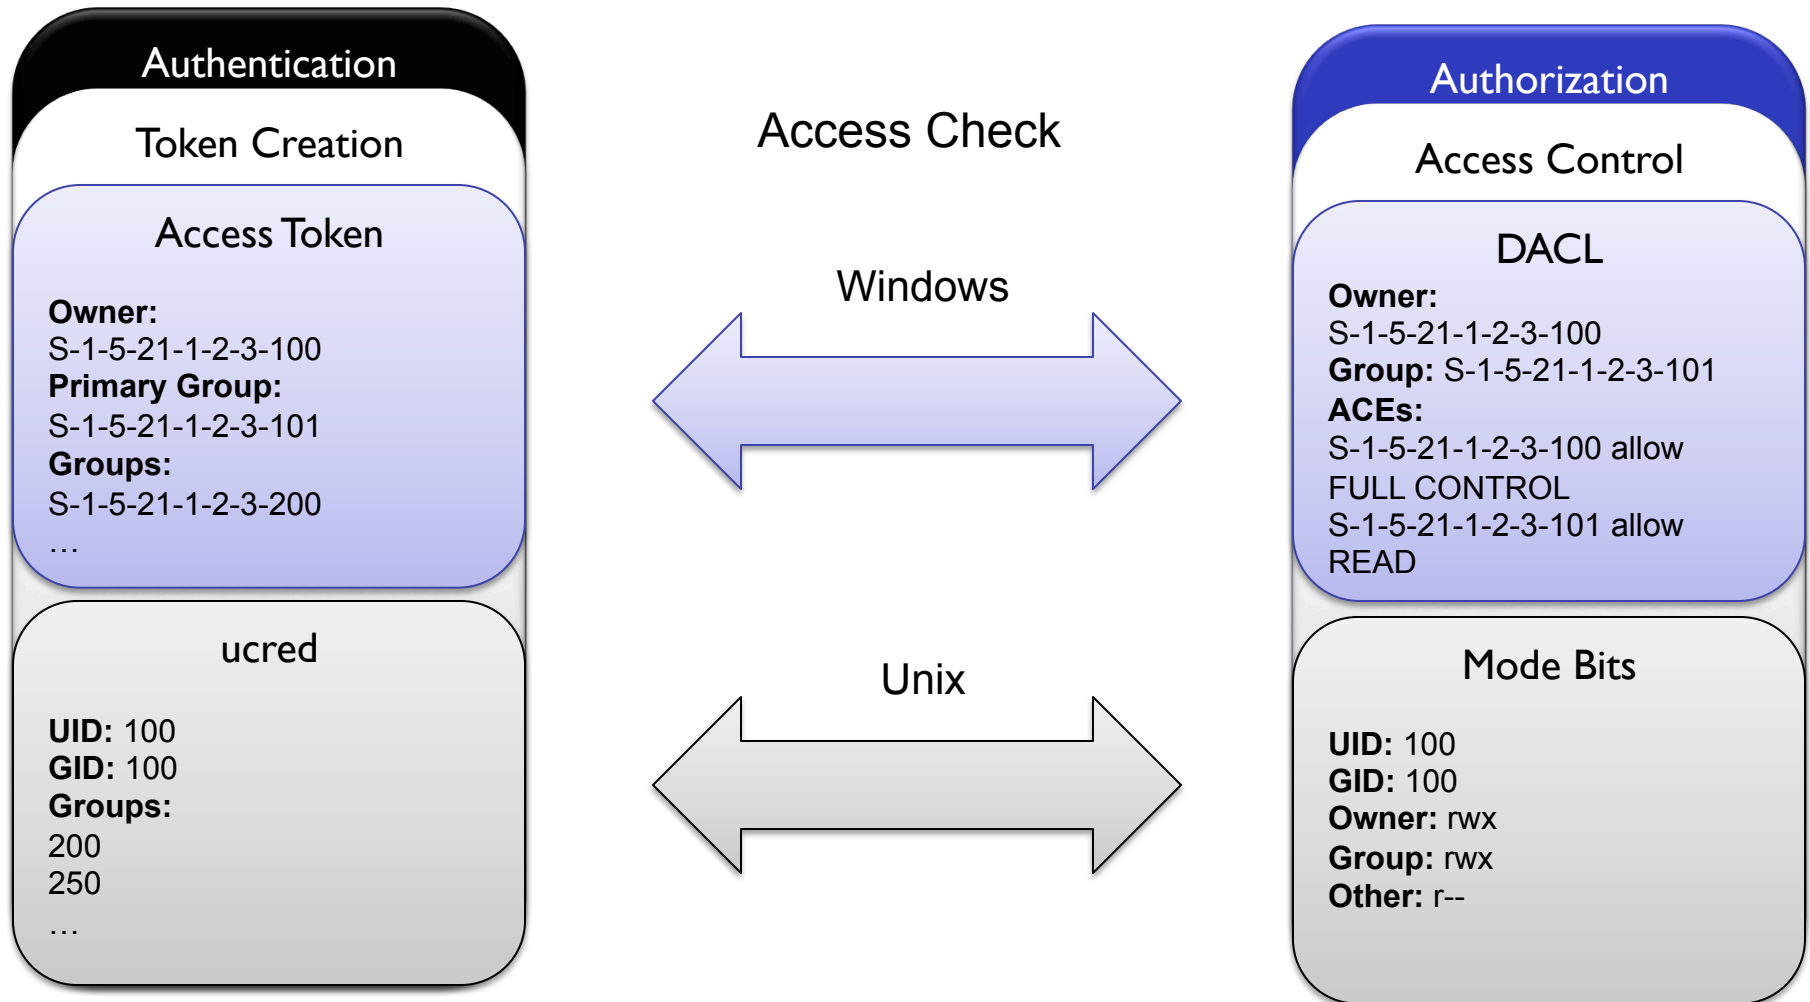 Authentication
Token Creation
Access Token
Owner:
S-1-5-21-1-2-3-100
Primary Group:
S-1-5-21-1-2-3-101
Groups:
S-1-5-21-1-2-3-200
…
ucred
UID: 100
GID: 100
Groups:
200
250
…
Access Check
Windows
Unix
Authorization
Access Control
DACL
Owner:
S-1-5-21-1-2-3-100
Group: S-1-5-21-1-2-3-101
ACEs:
S-1-5-21-1-2-3-100 allow
FULL CONTROL
S-1-5-21-1-2-3-101 allow
READ
Mode Bits
UID: 100
GID: 100
Owner: rwx
Group: rwx
Other: r--